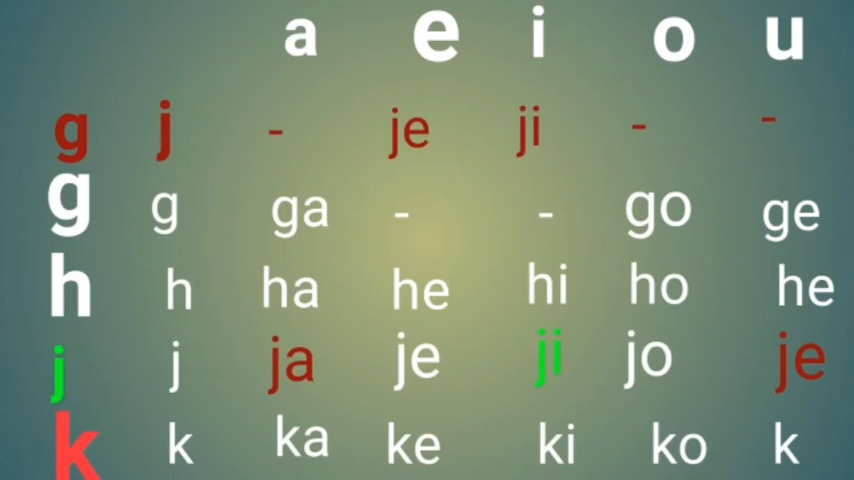 a e i o u
g j - je ji - -
g g ga - - go ge
h h ha he hi ho he
j j ja je ji jo je
k k ka ke ki ko k